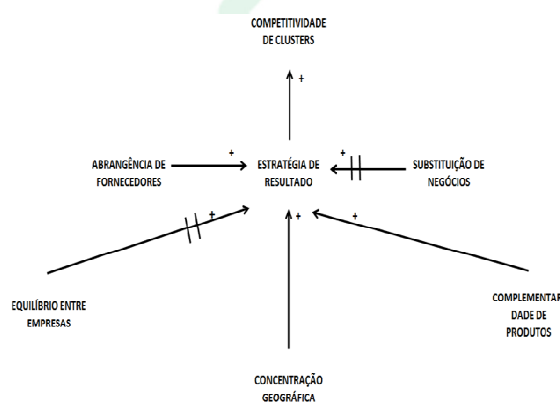 COMPETITIVIDADE
DE CLUSTERS
+
+
+
ABRANGÊNCIA DE
FORNECEDORES
ESTRATÉGIA DE
RESULTADO
SUBSTITUIÇÃO DE
NEGÓCIOS
+
+
+
EQUILÍBRIO ENTRE
EMPRESAS
COMPLEMENTAR
DADE DE
PRODUTOS
CONCENTRAÇÃO
GEOGRÁFICA